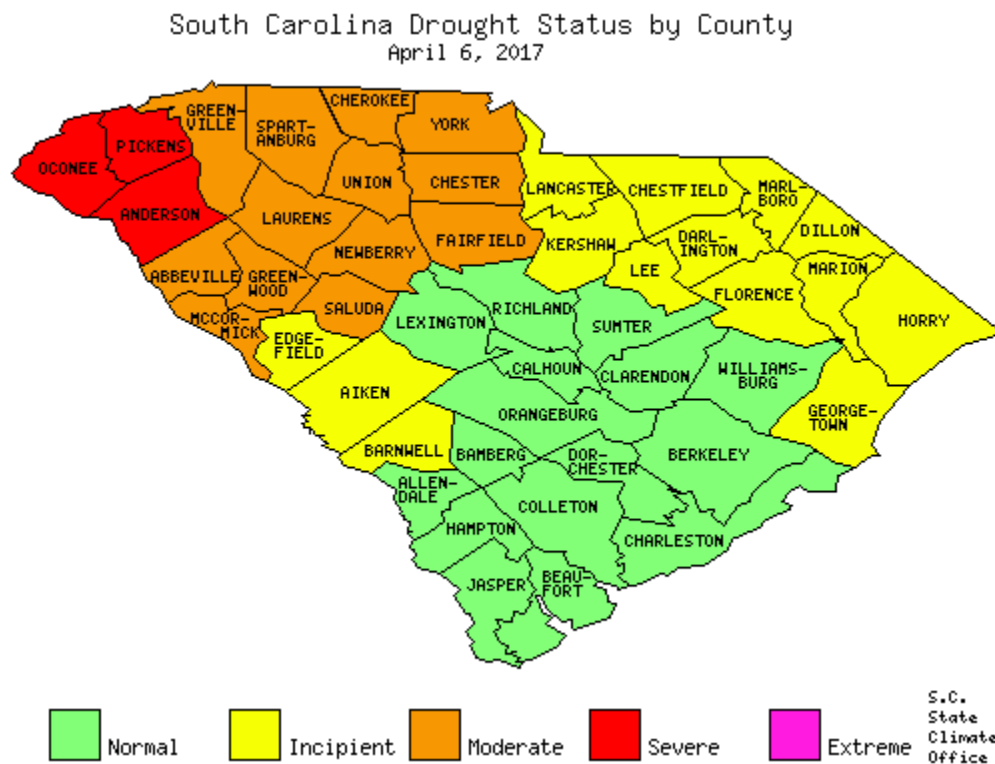 South Carolina Drought Status by County
April 6, 2017
CHEROKEE
GREEN-
VILLE
SPART-
ANBURG
YORK
PICKENS
OCONEE
UNION
CHESTER
LANCASTER
CHESTFIELD
MARL-
BORO
ANDERSON
LAURENS
DILLON
NEWBERRY
FAIRFIELD
KERSHAW
DARL-
INGTON
ABBEVILLE
GREEN-
WOOD
LEE
MARION
SALUDA
FLORENCE
MCCOR-
MICK
LEXINGTON
RICHLAND
SUMTER
HORRY
EDGE-
FIELD
CALHOUN
CLARENDON
WILLIAMS-
BURG
AIKEN
ORANGEBURG
GEORGE-
TOWN
BARNWELL
BAMBERG
DOR-
CHESTER
BERKELEY
ALLEN-
DALE
COLLETON
HAMPTON
CHARLESTON
JASPER
BEAU-
FORT
Normal
Incipient
Moderate
Severe
Extreme
S.C.
State
Climate
Office